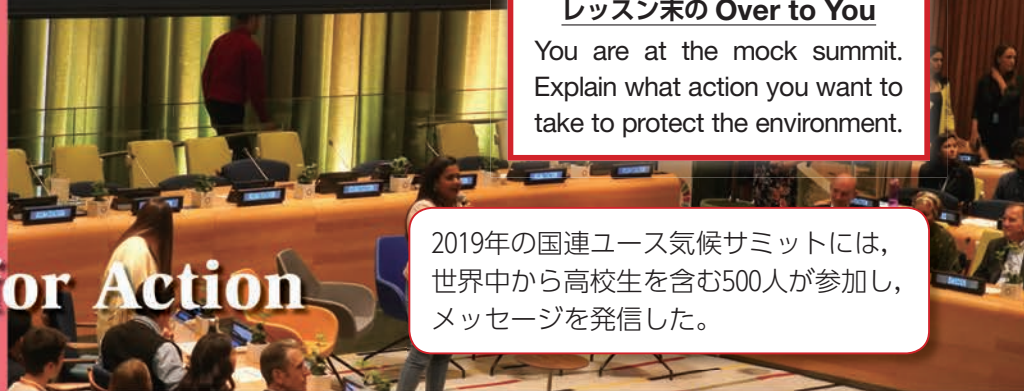 レッスン末の Over to You
You are at the mock summit.
Explain what action you want to
take to protect the environment.
2019年の国連ユース気候サミットには,
世界中から高校生を含む500人が参加し,
メッセージを発信した。
or Action